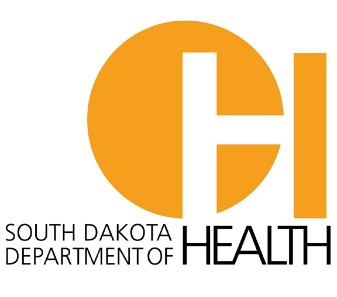 SOUTH DAKOTA
DEPARTMENT OF HEALTH